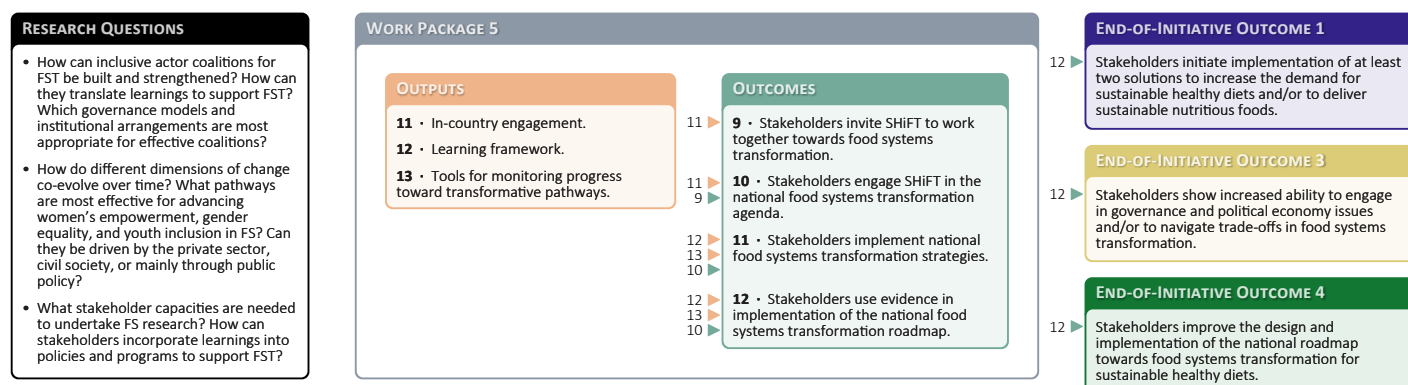 RESEARCH QUESTIONS
• How can inclusive actor coalitions for
FST be built and strengthened? How can
they translate learnings to support FST?
Which governance models and
institutional arrangements are most
appropriate for effective coalitions?
• How do different dimensions of change
co-evolve over time? What pathways
are most effective for advancing
women’s empowerment, gender
equality, and youth inclusion in FS? Can
they be driven by the private sector,
civil society, or mainly through public
policy?
• What stakeholder capacities are needed
to undertake FS research? How can
stakeholders incorporate learnings into
policies and programs to support FST?
WORK PACKAGE 5
OUTPUTS
11 · In-country engagement.
12 · Learning framework.
13 · Tools for monitoring progress
toward transformative pathways.
OUTCOMES
11
9 · Stakeholders invite SHiFT to work
together towards food systems
transformation.
11
9
10 · Stakeholders engage SHiFT in the
national food systems transformation
agenda.
12
13
10
11 · Stakeholders implement national
food systems transformation strategies.
12
13
10
12 · Stakeholders use evidence in
implementation of the national food
systems transformation roadmap.
END-OF-INITIATIVE OUTCOME 1
12
Stakeholders initiate implementation of at least
two solutions to increase the demand for
sustainable healthy diets and/or to deliver
sustainable nutritious foods.
END-OF-INITIATIVE OUTCOME 3
12
Stakeholders show increased ability to engage
in governance and political economy issues
and/or to navigate trade-offs in food systems
transformation.
END-OF-INITIATIVE OUTCOME 4
12
Stakeholders improve the design and
implementation of the national roadmap
towards food systems transformation for
sustainable healthy diets.